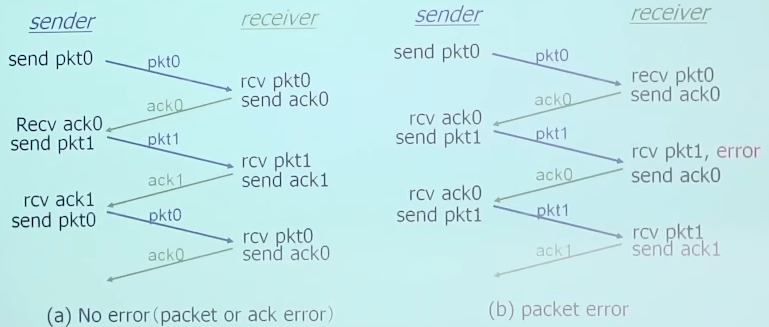 sender
receiver
send pkt0
pkt0
rcv pkt0
send ack0
ack0
Recv ack0
send pkt1
pkt1
rcv pkt1
send ack1
ack1
rcv ack1
send pkt0
pkt0
rcv pkt0
send ack0
ack0
(a) No error(packet or ack error)
sender
receiver
send pkt0
pkt0
recv pkt0
send ack0
ack0
rcv ack0
send pkt1
pkt1
rcv pkt1, error
send ack0
ack0
rcv ack0
send pkt1
pkt1
rcv pkt1
send ack1
ack1
(b) packet error